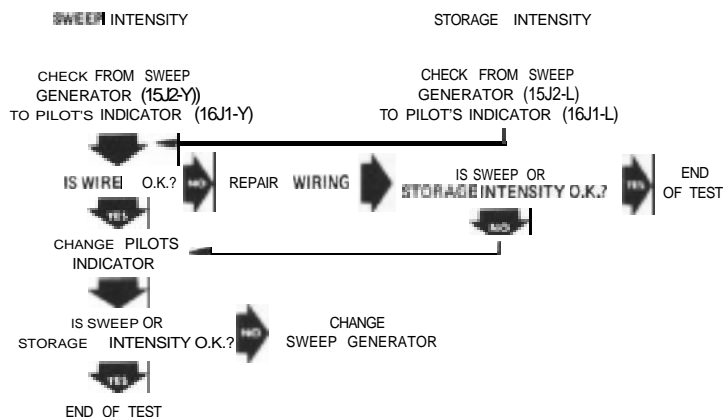 SWEEP INTENSITY
STORAGE INTENSITY
CHECK FROM SWEEP
GENERATOR (15J2-Y))
TO PILOT'S INDICATOR (16J1-Y)
CHECK FROM SWEEP
GENERATOR (15J2-L)
TO PILOT'S INDICATOR (16J1-L)
IS WIRE O.K.?
NO
REPAIR WIRING
IS SWEEP OR
STORAGE INTENSITY O.K.?
YES
END
OF TEST
YES
NO
CHANGE PILOTS
INDICATOR
IS SWEEP OR
STORAGE INTENSITY O.K.?
NO
CHANGE
SWEEP GENERATOR
YES
END OF TEST